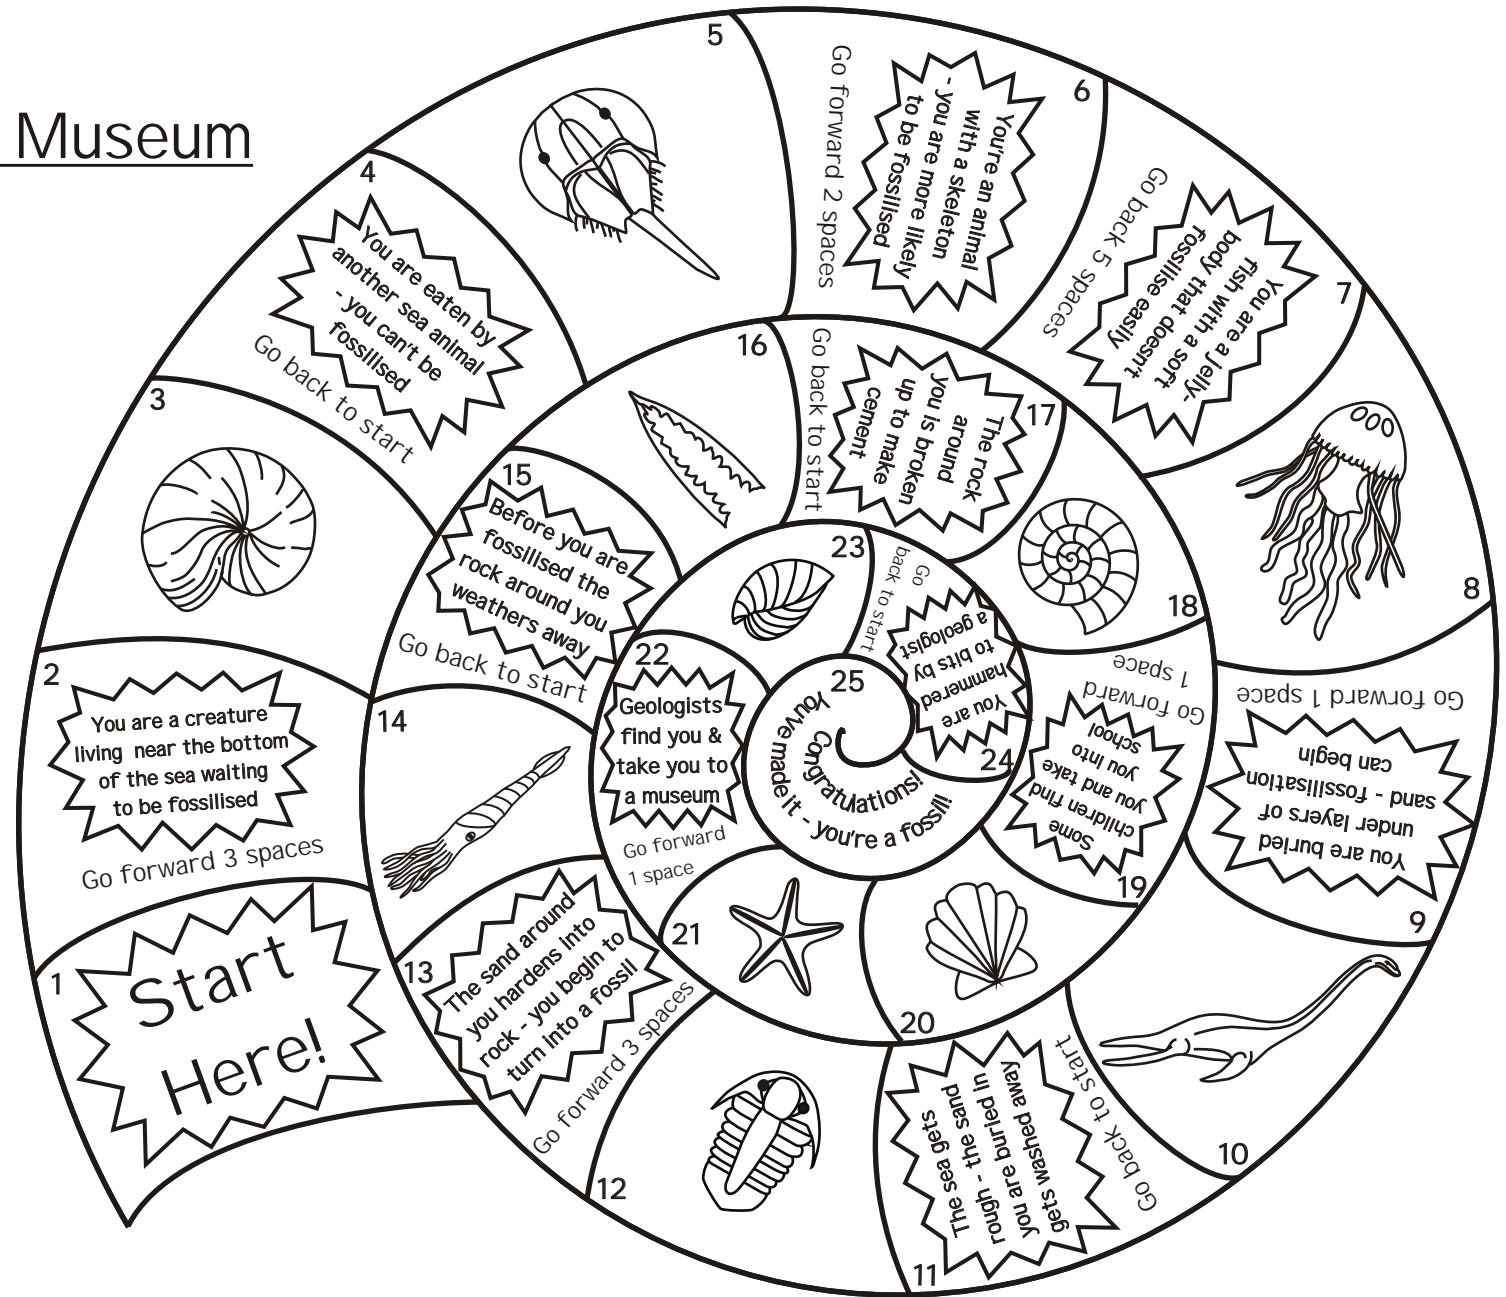 Museum
1
Start
Here!
2
You are a creature
living near the bottom
of the sea waiting
to be fossilised
Go forward 3 spaces
3
4
You are eaten by
another sea animal
- you can't be
fossilised
Go back to start
5
6
You're an animal
with a skeleton
- you are more likely
to be fossilised
Go forward 2 spaces
7
You are a jelly-
fish with a soft
body that doesn't
fossilise easily
Go back 5 spaces
8
9
You are buried
under layers of
sand - fossilisation
can begin
Go forward 1 space
10
11
The sea gets
rough - the sand
you are buried in
gets washed away
Go back to start
12
13
The sand around
you hardens into
rock - you begin to
turn into a fossil
Go forward 3 spaces
14
15
Before you are
fossilised the
rock around you
weathers away
Go back to start
16
17
The rock
around
you is broken
up to make
cement
Go back to start
18
19
Some
children find
you and take
you into
school
Go forward
1 space
20
21
22
Geologists
find you &
take you to
a museum
Go forward
1 space
23
24
You are
hammered
to bits by
a geologist
Go
back to start
25
Congratulations!
You've made it - you're a fossil!